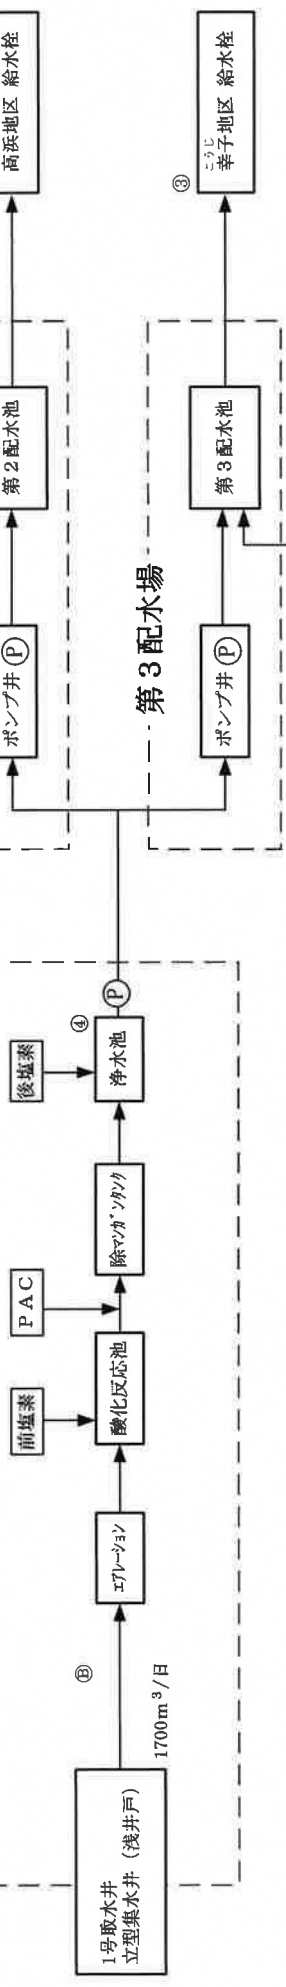 1号取水井
立型集水井（浅井戸）
1700m³/日
Ⓑ
エアレーション
前塩素
酸化反応池
PAC
除マンガンタンク
後塩素
浄水池
④
Ⓟ
ポンプ井 Ⓟ
第2配水池
高浜地区 給水栓
第3配水場
ポンプ井 Ⓟ
第3配水池
③
こうじ
幸子地区 給水栓